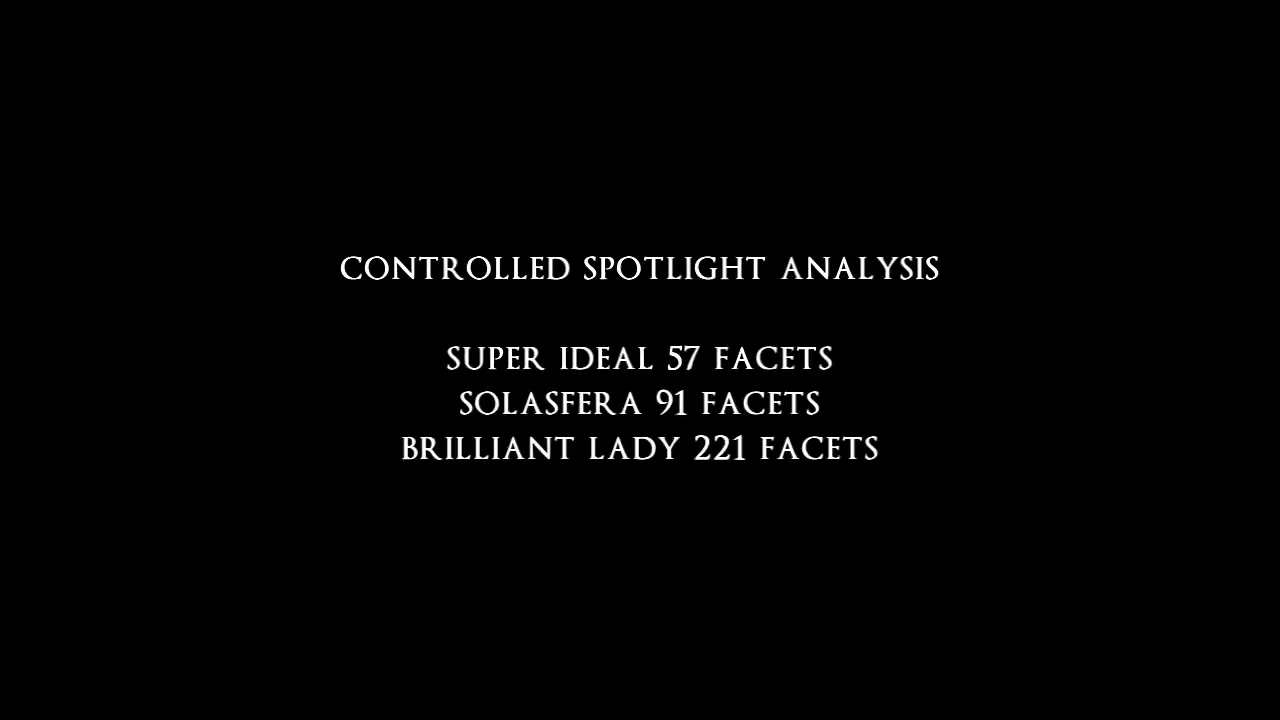 CONTROLLED SPOTLIGHT ANALYSIS
SUPER IDEAL 57 FACETS
SOLASFERA 91 FACETS
BRILLIANT LADY 221 FACETS